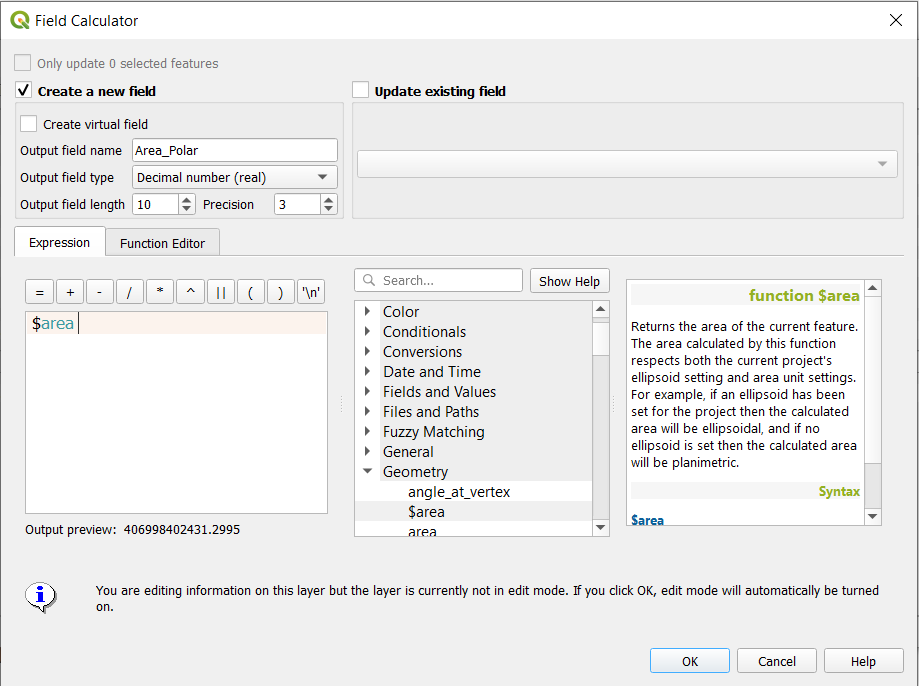 Field Calculator
Only update 0 selected features
Create a new field
Update existing field
Create virtual field
Output field name Area_Polar
Output field type Decimal number (real)
Output field length 10 Precision 3
Expression Function Editor
= + - / * ^ || ( ) '\n'
Search... Show Help
$area
Color
Conditionals
Conversions
Date and Time
Fields and Values
Files and Paths
Fuzzy Matching
General
Geometry
angle_at_vertex
$area
area
function $area
Returns the area of the current feature.
The area calculated by this function
respects both the current project's
ellipsoid setting and area unit settings.
For example, if an ellipsoid has been
set for the project then the calculated
area will be ellipsoidal, and if no
ellipsoid is set then the calculated area
will be planimetric.
Syntax
$area
Output preview: 406998402431.2995
You are editing information on this layer but the layer is currently not in edit mode. If you click OK, edit mode will automatically be turned
on.
OK Cancel Help